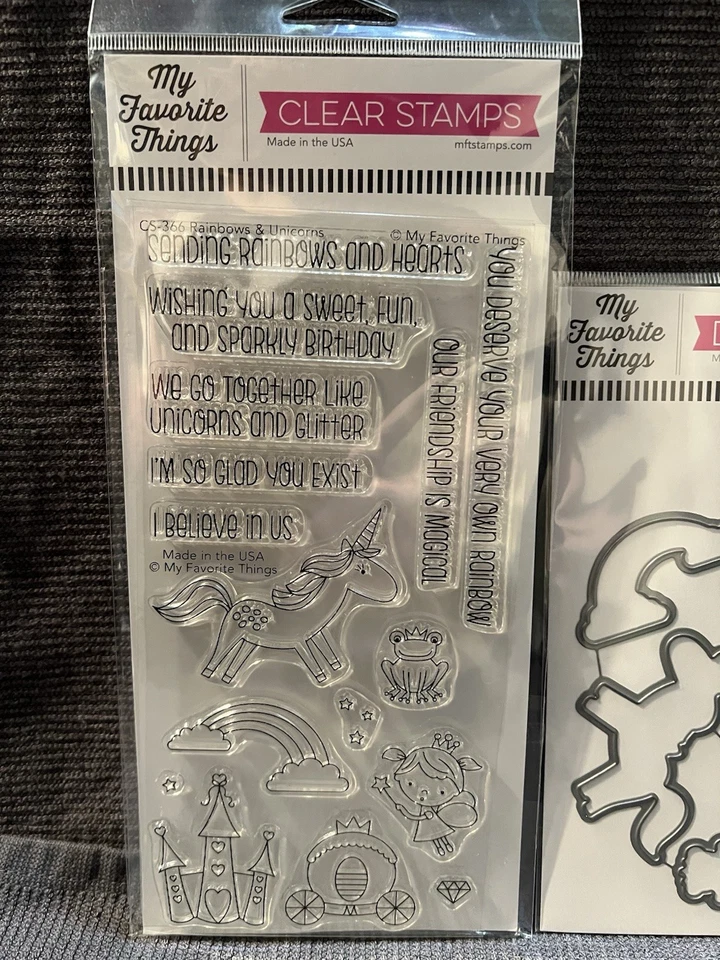 My
Favorite
Things
CLEAR STAMPS
Made in the USA
mftstamps.com
CS-366 Rainbows & Unicorns
© My Favorite Things
SENDING RAINBOWS AND HEARTS
WISHING YOU A SWEET, FUN,
AND SPARKLY BIRTHDAY
WE GO TOGETHER LIKE
UNICORNS AND GLITTER
I'M SO GLAD YOU EXIST
I BELIEVE IN US
OUR FRIENDSHIP IS MAGICAL
YOU DESERVE YOUR VERY OWN RAINBOW
Made in the USA
© My Favorite Things
My
Favorite
Things